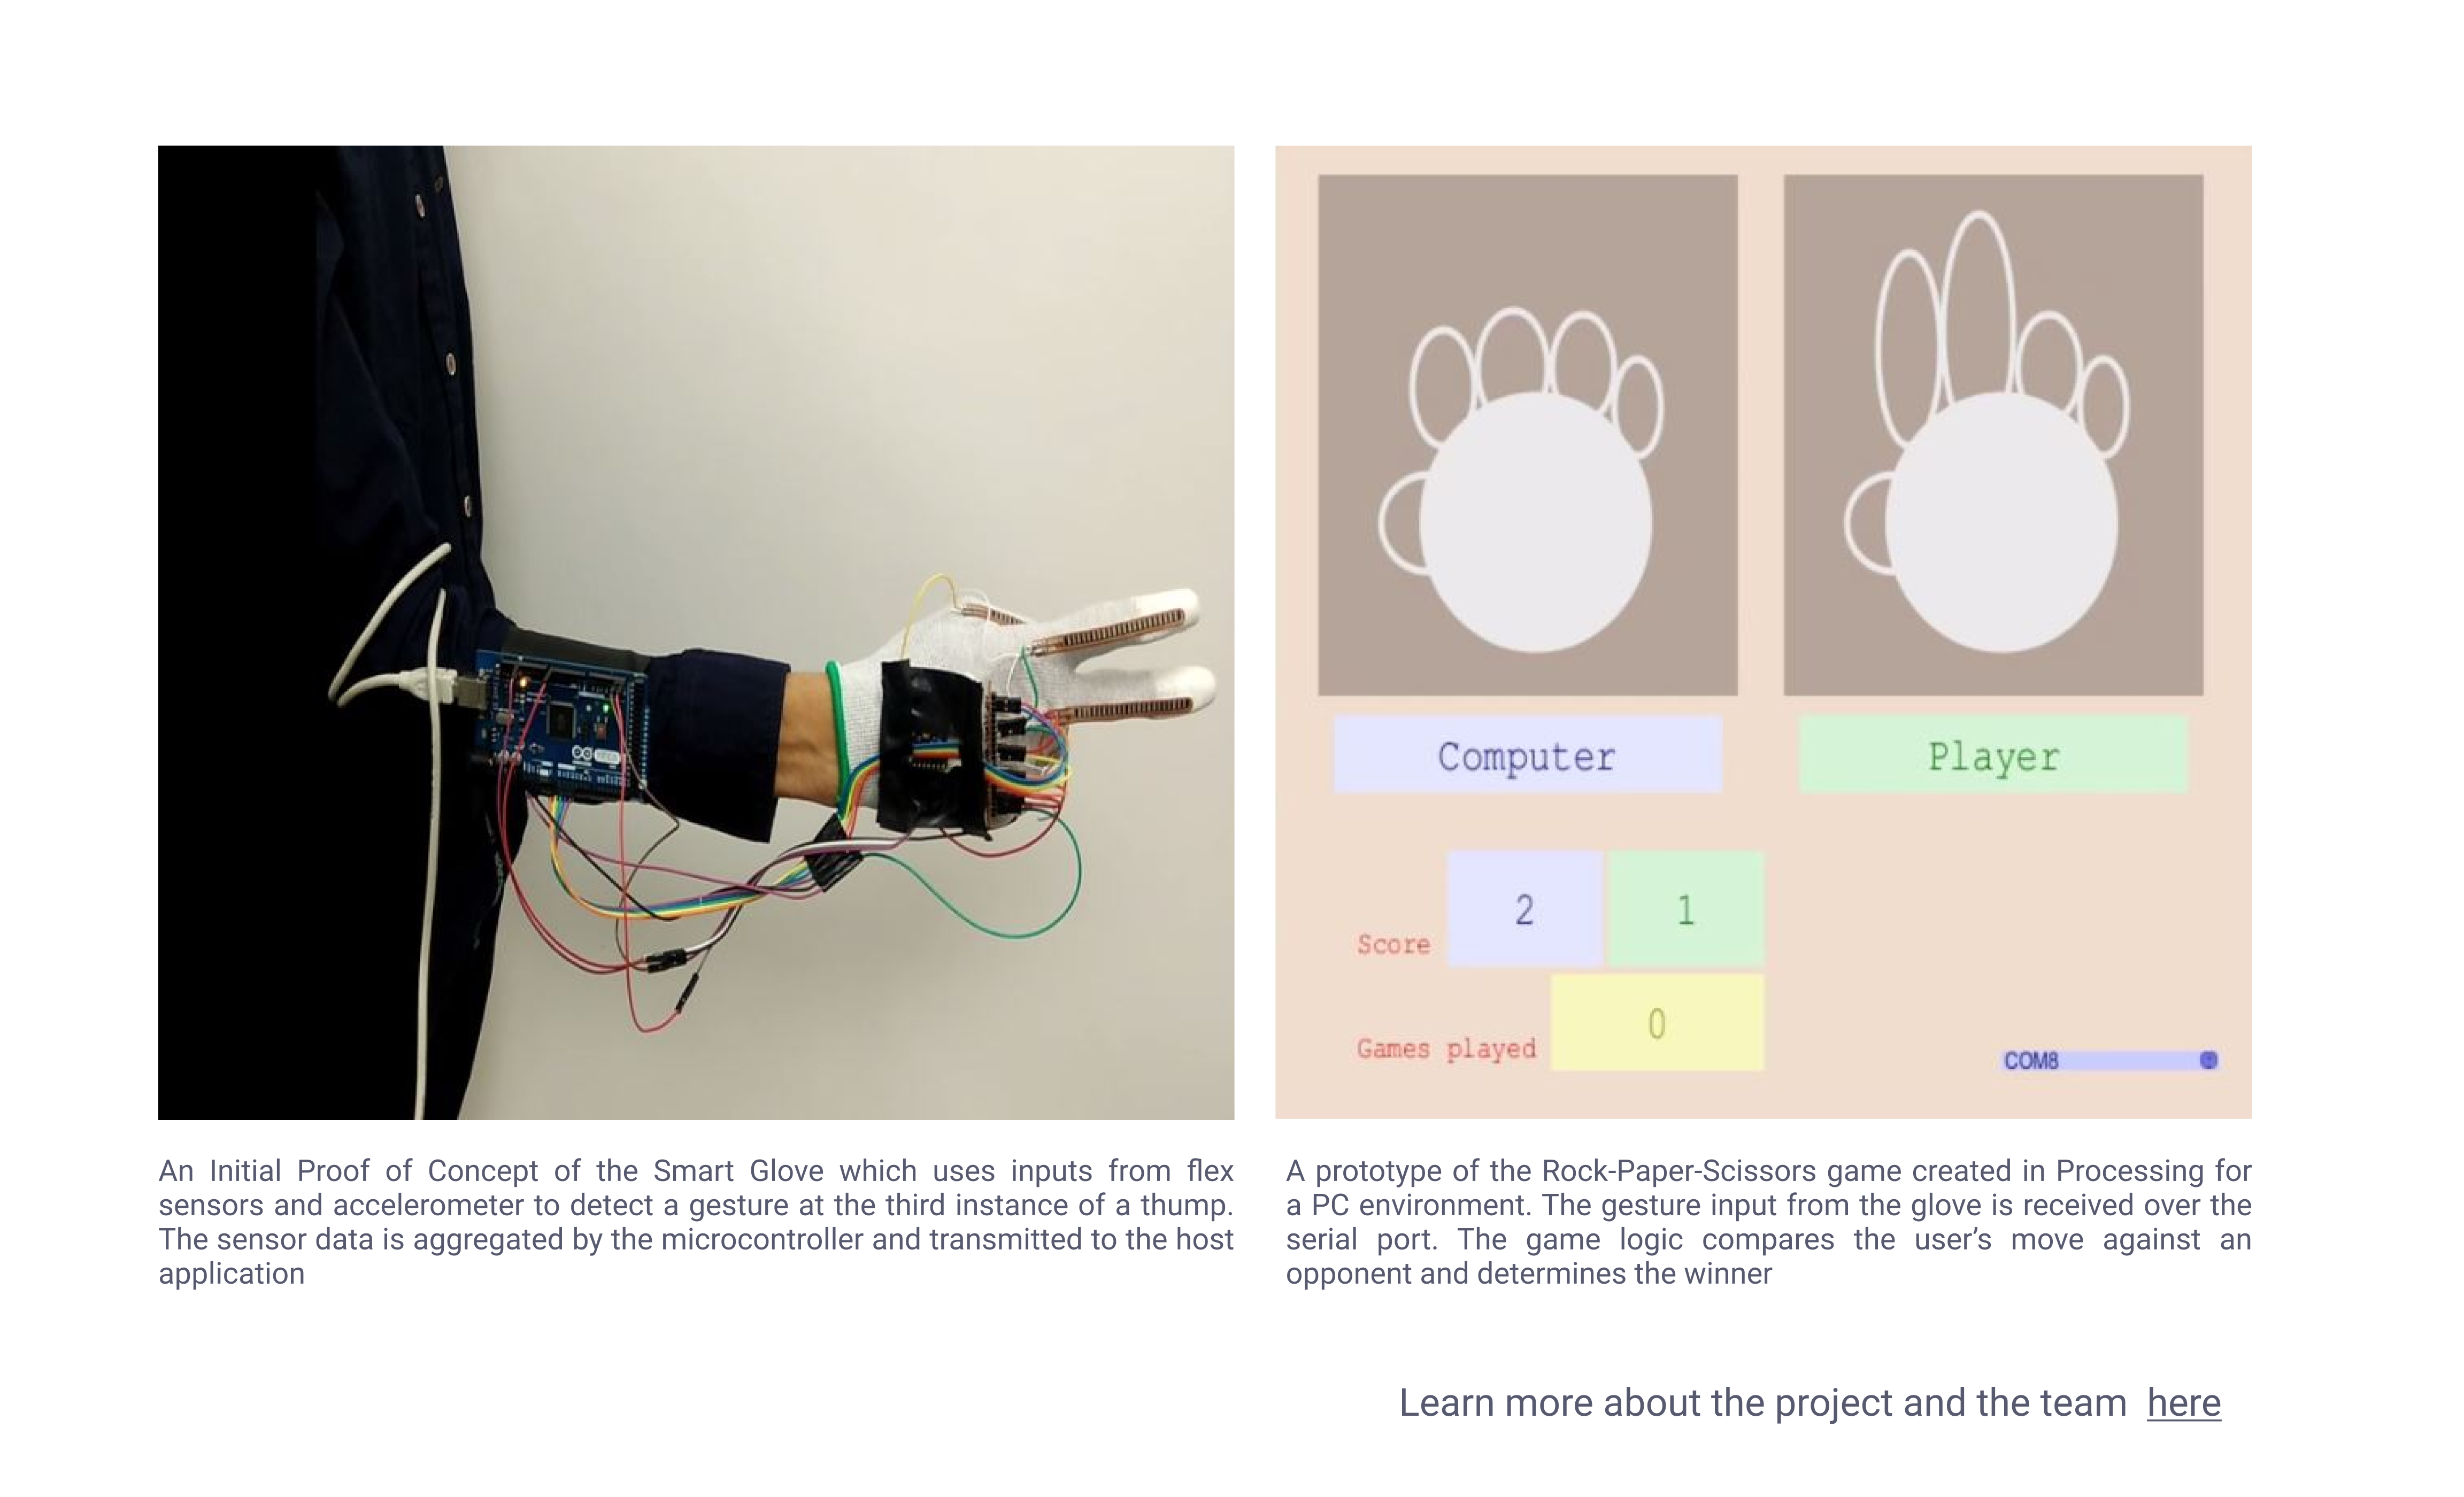 Computer
Player
2
1
Score
0
Games played
COM8
An Initial Proof of Concept of the Smart Glove which uses inputs from flex
sensors and accelerometer to detect a gesture at the third instance of a thump.
The sensor data is aggregated by the microcontroller and transmitted to the host
application
A prototype of the Rock-Paper-Scissors game created in Processing for
a PC environment. The gesture input from the glove is received over the
serial port. The game logic compares the user’s move against an
opponent and determines the winner
Learn more about the project and the team here